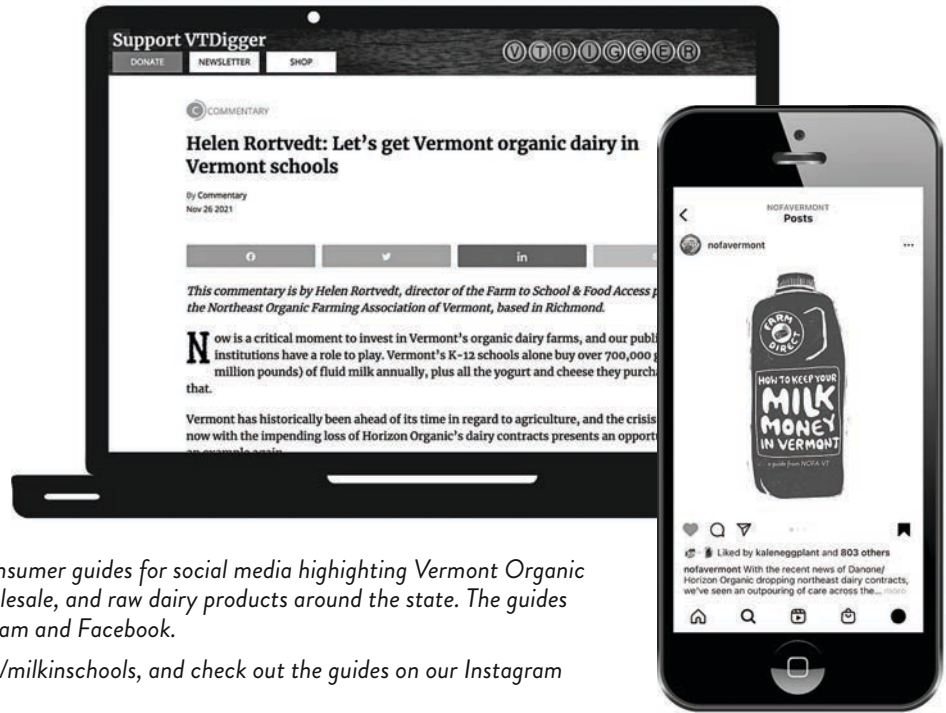 Support VTDigger
DONATE NEWSLETTER SHOP
VTDIGGER
C COMMENTARY
Helen Rortvedt: Let's get Vermont organic dairy in
Vermont schools
By Commentary
Nov 26 2021
in
This commentary is by Helen Rortvedt, director of the Farm to School & Food Access p
the Northeast Organic Farming Association of Vermont, based in Richmond.
Now is a critical moment to invest in Vermont's organic dairy farms, and our publi
institutions have a role to play. Vermont's K-12 schools alone buy over 700,000 g
million pounds) of fluid milk annually, plus all the yogurt and cheese they purcha
that.
Vermont has historically been ahead of its time in regard to agriculture, and the crisis
now with the impending loss of Horizon Organic's dairy contracts presents an opport
an example again
NOFAVERMONT
Posts
nofavermont
FARM
DIRECT
HOW TO KEEP YOUR
MILK
MONEY
IN VERMONT
a guide from NOFA-VT
Liked by kaleneggplant and 803 others
nofavermont With the recent news of Danone/
Horizon Organic dropping northeast dairy contracts,
we've seen an outpouring of care across the... more
nsumer guides for social media highighting Vermont Organic
lesale, and raw dairy products around the state. The guides
am and Facebook.
/milkinschools, and check out the guides on our Instagram